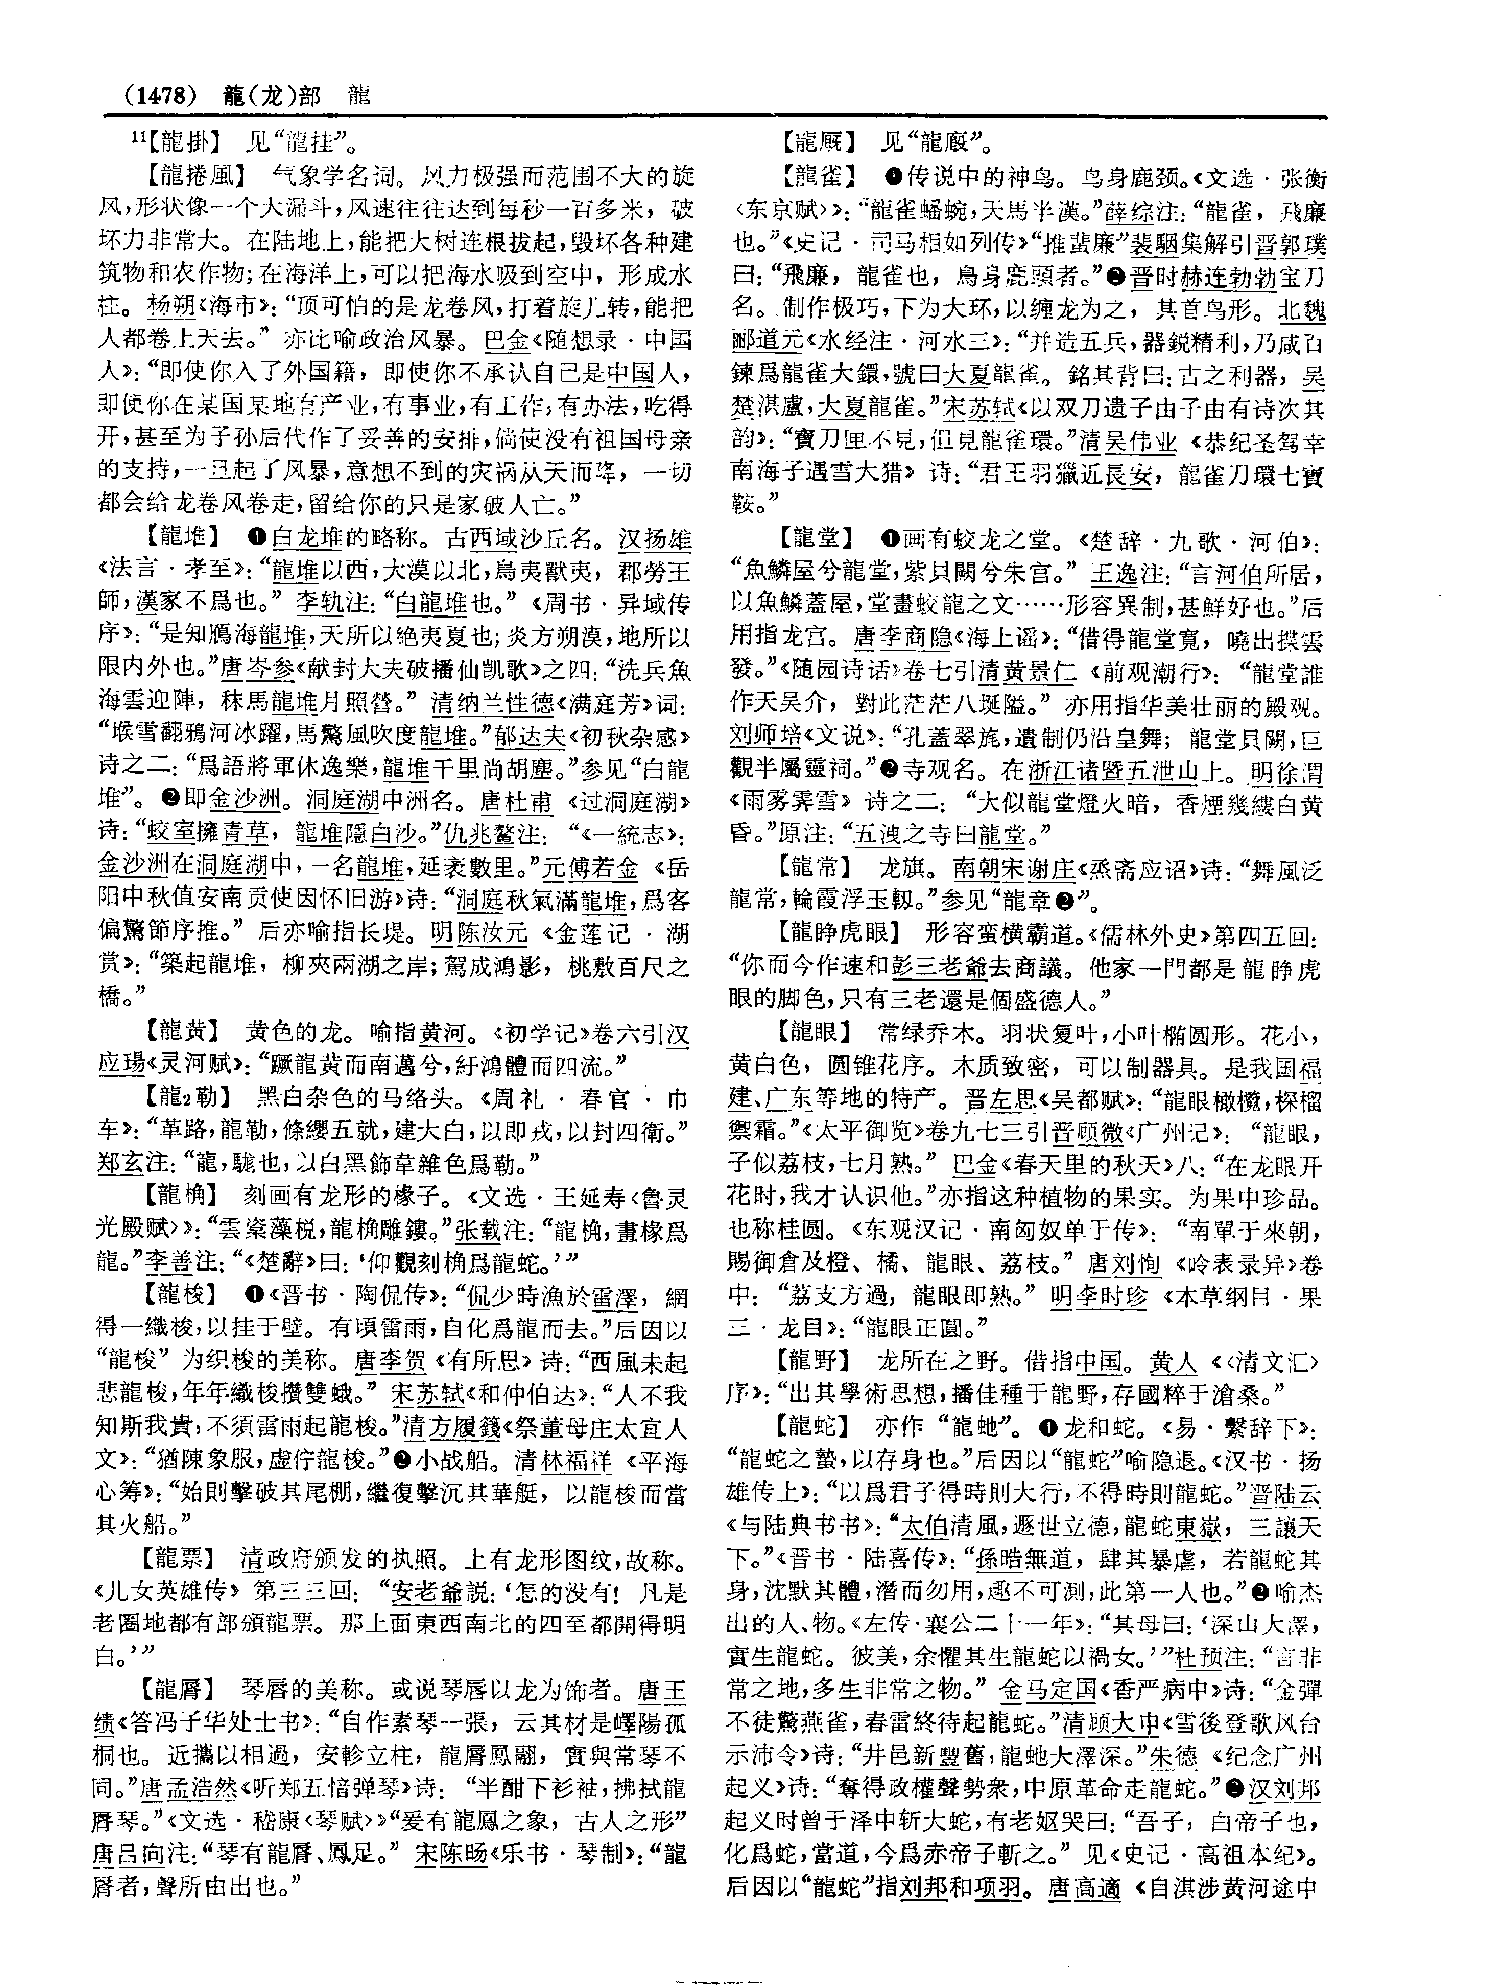 (1478) 龍(龙)部 龍
¹¹【龍掛】 见“龍挂”。
【龍捲風】 气象学名词。风力极强而范围不大的旋
风,形状像一个大漏斗,风速往往达到每秒一百多米,破
坏力非常大。在陆地上,能把大树连根拔起,毁坏各种建
筑物和农作物;在海洋上,可以把海水吸到空中,形成水
柱。杨朔《海市》:“顶可怕的是龙卷风,打着旋儿转,能把
人都卷上天去。”亦比喻政治风暴。巴金《随想录·中国
人》:“即使你入了外国籍,即使你不承认自己是中国人,
即使你在某国某地有产业,有事业,有工作,有办法,吃得
开,甚至为子孙后代作了妥善的安排,倘使没有祖国母亲
的支持,一旦起了风暴,意想不到的灾祸从天而降,一切
都会给龙卷风卷走,留给你的只是家破人亡。”
【龍堆】 ❶白龙堆的略称。古西域沙丘名。汉扬雄
《法言·孝至》:“龍堆以西,大漠以北,鳥夷獸夷,郡勞王
師,漢家不爲也。”李轨注:“白龍堆也。”《周书·异域传
序》:“是知鴈海龍堆,天所以絶夷夏也;炎方朔漠,地所以
限内外也。”唐岑参《献封大夫破播仙凯歌》之四:“洗兵魚
海雲迎陣,秣馬龍堆月照營。”清纳兰性德《满庭芳》词:
“堠雪翻鴉河冰躍,馬驚風吹度龍堆。”郁达夫《初秋杂感》
诗之二:“爲語將軍休逸樂,龍堆千里尚胡塵。”参见“白龍
堆”。❷即金沙洲。洞庭湖中洲名。唐杜甫《过洞庭湖》
诗:“蛟室擁青草,龍堆隱白沙。”仇兆鳌注:“《一統志》:
金沙洲在洞庭湖中,一名龍堆,延袤數里。”元傅若金《岳
阳中秋值安南贡使因怀旧游》诗:“洞庭秋氣滿龍堆,爲客
偏驚節序推。”后亦喻指长堤。明陈汝元《金莲记·湖
赏》:“築起龍堆,柳夾兩湖之岸;駕成鴻影,桃敷百尺之
橋。”
【龍黃】 黄色的龙。喻指黄河。《初学记》卷六引汉
应瑒《灵河赋》:“蹶龍黃而南邁兮,紆鴻體而四流。”
【龍₂勒】 黑白杂色的马络头。《周礼·春官·巾
车》:“革路,龍勒,條纓五就,建大白,以即戎,以封四衛。”
郑玄注:“龍,駹也,以白黑飾韋雜色爲勒。”
【龍桷】 刻画有龙形的椽子。《文选·王延寿〈鲁灵
光殿赋〉》:“雲楶藻梲,龍桷雕鏤。”张载注:“龍桷,畫椽爲
龍。”李善注:“《楚辭》曰:‘仰觀刻桷爲龍蛇。’”
【龍梭】 ❶《晋书·陶侃传》:“侃少時漁於雷澤,網
得一織梭,以挂于壁。有頃雷雨,自化爲龍而去。”后因以
“龍梭”为织梭的美称。唐李贺《有所思》诗:“西風未起
悲龍梭,年年織梭攢雙蛾。”宋苏轼《和仲伯达》:“人不我
知斯我貴,不須雷雨起龍梭。”清方履籛《祭董母庄太宜人
文》:“猶陳象服,虛佇龍梭。”❷小战船。清林福祥《平海
心筹》:“始則擊破其尾棚,繼復擊沉其華艇,以龍梭而當
其火船。”
【龍票】 清政府颁发的执照。上有龙形图纹,故称。
《儿女英雄传》第三三回:“安老爺説:‘怎的没有!凡是
老圈地都有部頒龍票。那上面東西南北的四至都開得明
白。’”
【龍脣】 琴唇的美称。或说琴唇以龙为饰者。唐王
绩《答冯子华处士书》:“自作素琴一張,云其材是嶧陽孤
桐也。近攜以相過,安軫立柱,龍脣鳳翮,實與常琴不
同。”唐孟浩然《听郑五愔弹琴》诗:“半酣下衫袖,拂拭龍
脣琴。”《文选·嵇康〈琴赋〉》“爰有龍鳳之象,古人之形”
唐吕向注:“琴有龍脣、鳳足。”宋陈旸《乐书·琴制》:“龍
脣者,聲所由出也。”
【龍厩】 见“龍廄”。
【龍雀】 ❶传说中的神鸟。鸟身鹿颈。《文选·张衡
〈东京赋〉》:“龍雀蟠蜿,天馬半漢。”薛综注:“龍雀,飛廉
也。”《史记·司马相如列传》“推蜚廉”裴駰集解引晋郭璞
曰:“飛廉,龍雀也,鳥身鹿頭者。”❷晋时赫连勃勃宝刀
名。制作极巧,下为大环,以缠龙为之,其首鸟形。北魏
郦道元《水经注·河水三》:“并造五兵,器鋭精利,乃咸百
鍊爲龍雀大鐶,號曰大夏龍雀。銘其背曰:古之利器,吴
楚湛盧,大夏龍雀。”宋苏轼《以双刀遗子由子由有诗次其
韵》:“寶刀匣不見,但見龍雀環。”清吴伟业《恭纪圣驾幸
南海子遇雪大猎》诗:“君王羽獵近長安,龍雀刀環七寶
鞍。”
【龍堂】 ❶画有蛟龙之堂。《楚辞·九歌·河伯》:
“魚鱗屋兮龍堂,紫貝闕兮朱宫。”王逸注:“言河伯所居,
以魚鱗蓋屋,堂畫蛟龍之文……形容異制,甚鮮好也。”后
用指龙宫。唐李商隐《海上谣》:“借得龍堂寬,曉出揲雲
發。”《随园诗话》卷七引清黄景仁《前观潮行》:“龍堂誰
作天吴介,對此茫茫八埏隘。”亦用指华美壮丽的殿观。
刘师培《文说》:“孔蓋翠旌,遺制仍沿皇舞;龍堂貝闕,巨
觀半屬靈祠。”❷寺观名。在浙江诸暨五泄山上。明徐渭
《雨雾霁雪》诗之二:“大似龍堂燈火暗,香煙幾縷白黄
昏。”原注:“五洩之寺曰龍堂。”
【龍常】 龙旗。南朝宋谢庄《烝斋应诏》诗:“舞風泛
龍常,輪霞浮玉軔。”参见“龍章❷”。
【龍睁虎眼】 形容蛮横霸道。《儒林外史》第四五回:
“你而今作速和彭三老爺去商議。他家一門都是龍睁虎
眼的脚色,只有三老還是個盛德人。”
【龍眼】 常绿乔木。羽状复叶,小叶椭圆形。花小,
黄白色,圆锥花序。木质致密,可以制器具。是我国福
建、广东等地的特产。晋左思《吴都赋》:“龍眼橄欖,棎榴
禦霜。”《太平御览》卷九七三引晋顾微《广州记》:“龍眼,
子似荔枝,七月熟。”巴金《春天里的秋天》八:“在龙眼开
花时,我才认识他。”亦指这种植物的果实。为果中珍品。
也称桂圆。《东观汉记·南匈奴单于传》:“南單于來朝,
賜御食及橙、橘、龍眼、荔枝。”唐刘恂《岭表录异》卷
中:“荔支方過,龍眼即熟。”明李时珍《本草纲目·果
三·龙目》:“龍眼正圓。”
【龍野】 龙所在之野。借指中国。黄人《〈清文汇〉
序》:“出其學術思想,播佳種于龍野,存國粹于滄桑。”
【龍蛇】 亦作“龍虵”。❶龙和蛇。《易·繫辞下》:
“龍蛇之蟄,以存身也。”后因以“龍蛇”喻隐退。《汉书·扬
雄传上》:“以爲君子得時則大行,不得時則龍蛇。”晋陆云
《与陆典书书》:“太伯清風,遯世立德,龍蛇東嶽,三讓天
下。”《晋书·陆喜传》:“孫晧無道,肆其暴虐,若龍蛇其
身,沈默其體,潛而勿用,趣不可測,此第一人也。”❷喻杰
出的人、物。《左传·襄公二十一年》:“其母曰:‘深山大澤,
實生龍蛇。彼美,余懼其生龍蛇以禍女。’”杜预注:“言非
常之地,多生非常之物。”金马定国《香严病中》诗:“金彈
不徒驚燕雀,春雷終待起龍蛇。”清顾大申《雪後登歌风台
示沛令》诗:“井邑新豐舊,龍虵大澤深。”朱德《纪念广州
起义》诗:“奪得政權聲勢衆,中原革命走龍蛇。”❸汉刘邦
起义时曾于泽中斩大蛇,有老妪哭曰:“吾子,白帝子也,
化爲蛇,當道,今爲赤帝子斬之。”见《史记·高祖本纪》。
后因以“龍蛇”指刘邦和项羽。唐高適《自淇涉黄河途中